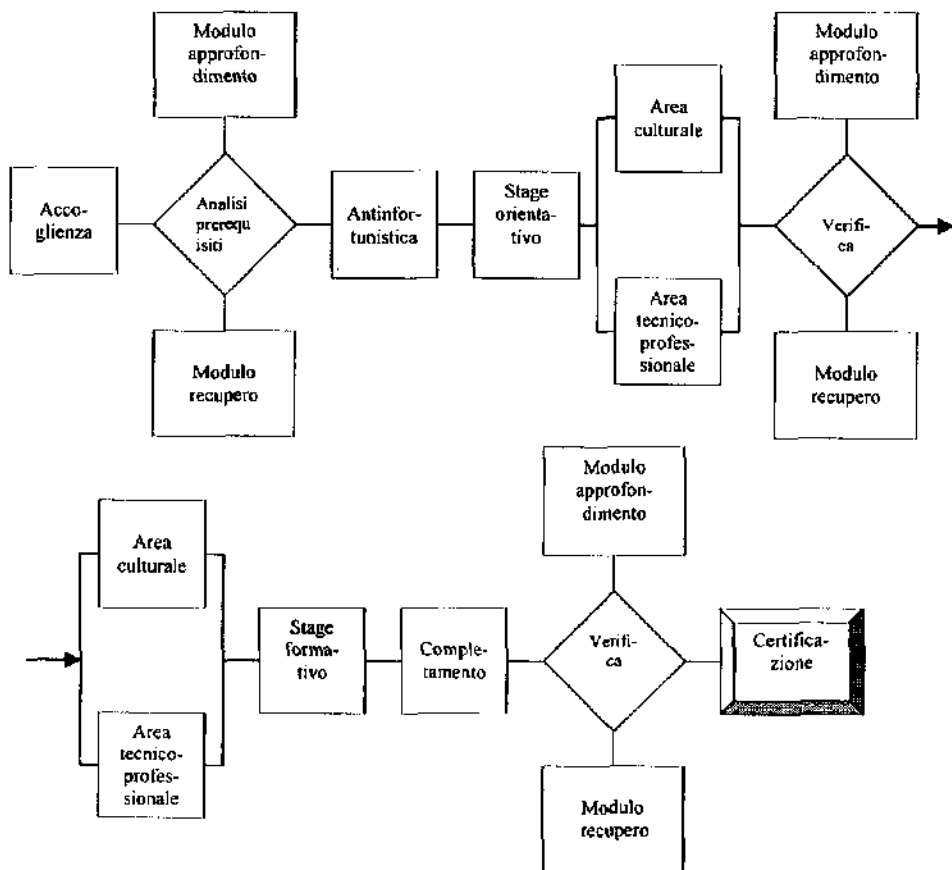 Accо-
glienza
Modulo
approfon-
dimento
Analisi
prerequ
isiti
Modulo
recupero
Antinfor-
tunistica
Stage
orienta-
tivo
Area
culturale
Area
tecnico-
profes-
sionale
Modulo
approfon-
dimento
Verifi-
ca
Modulo
recupero
Area
culturale
Area
tecnico-
profes-
sionale
Stage
forma-
tivo
Comple-
tamento
Modulo
approfon-
dimento
Verifi-
ca
Modulo
recupero
Certifica-
zione